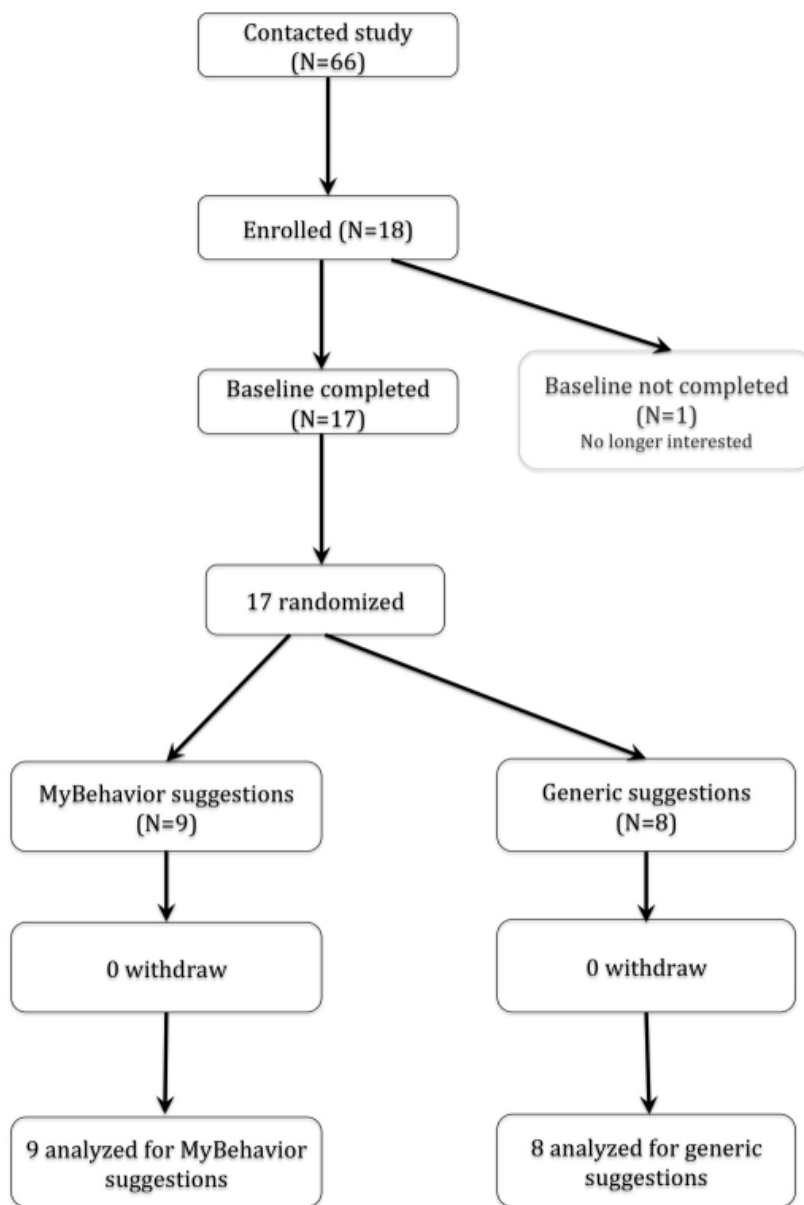 Contacted study
(N=66)
Enrolled (N=18)
Baseline completed
(N=17)
Baseline not completed
(N=1)
No longer interested
17 randomized
MyBehavior suggestions
(N=9)
Generic suggestions
(N=8)
0 withdraw
0 withdraw
9 analyzed for MyBehavior
suggestions
8 analyzed for generic
suggestions